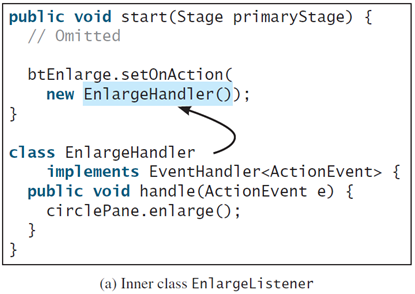 public void start(Stage primaryStage) {
// Omitted
btEnlarge.setOnAction(
new EnlargeHandler());
}
class EnlargeHandler
implements EventHandler<ActionEvent> {
public void handle(ActionEvent e) {
circlePane.enlarge();
}
}
(a) Inner class EnlargeListener